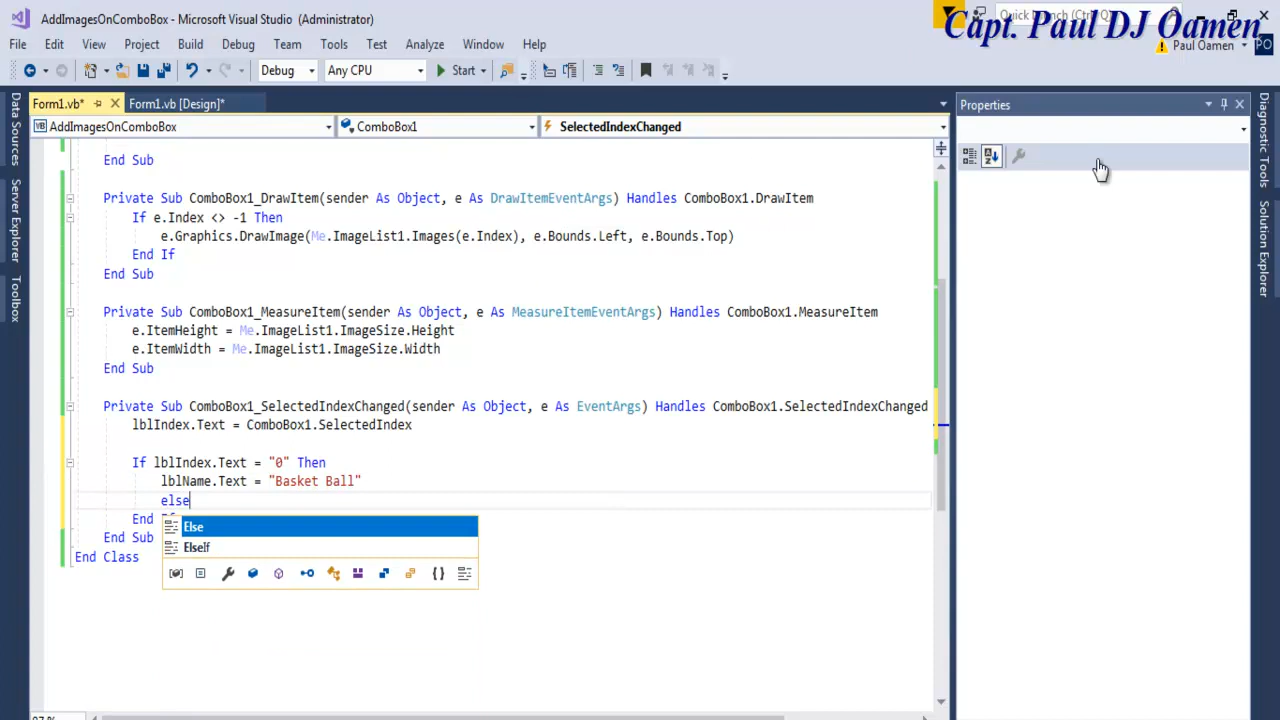 AddImagesOnComboBox - Microsoft Visual Studio (Administrator)
Quick Launch (Ctrl+Q)
Capt. Paul DJ Oamen
File Edit View Project Build Debug Team Tools Test Analyze Window Help
Paul Oamen PO
Debug Any CPU Start
Form1.vb* Form1.vb [Design]*
Properties
AddImagesOnComboBox ComboBox1 SelectedIndexChanged
Data Sources
Server Explorer
Toolbox
Diagnostic Tools
Solution Explorer
End Sub
Private Sub ComboBox1_DrawItem(sender As Object, e As DrawItemEventArgs) Handles ComboBox1.DrawItem
If e.Index <> -1 Then
e.Graphics.DrawImage(Me.ImageList1.Images(e.Index), e.Bounds.Left, e.Bounds.Top)
End If
End Sub
Private Sub ComboBox1_MeasureItem(sender As Object, e As MeasureItemEventArgs) Handles ComboBox1.MeasureItem
e.ItemHeight = Me.ImageList1.ImageSize.Height
e.ItemWidth = Me.ImageList1.ImageSize.Width
End Sub
Private Sub ComboBox1_SelectedIndexChanged(sender As Object, e As EventArgs) Handles ComboBox1.SelectedIndexChanged
lblIndex.Text = ComboBox1.SelectedIndex
If lblIndex.Text = "0" Then
lblName.Text = "Basket Ball"
else
End If
End Sub
End Class
Else
ElseIf